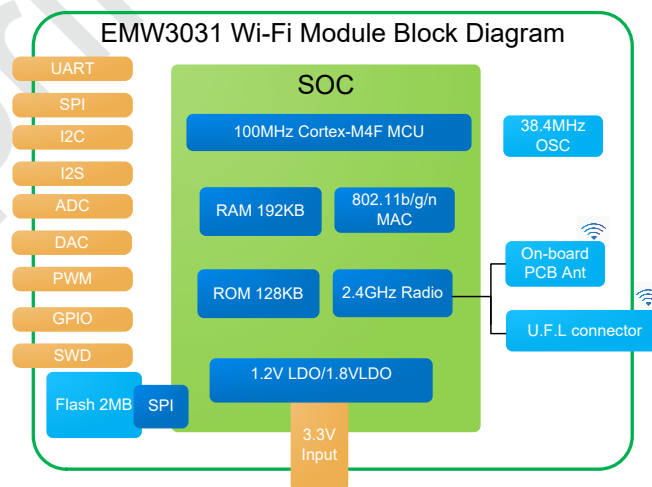 EMW3031 Wi-Fi Module Block Diagram
UART
SPI
I2C
I2S
ADC
DAC
PWM
GPIO
SWD
Flash 2MB
SPI
SOC
100MHz Cortex-M4F MCU
RAM 192KB
802.11b/g/n
MAC
ROM 128KB
2.4GHz Radio
1.2V LDO/1.8VLDO
3.3V
Input
38.4MHz
OSC
On-board
PCB Ant
U.F.L connector